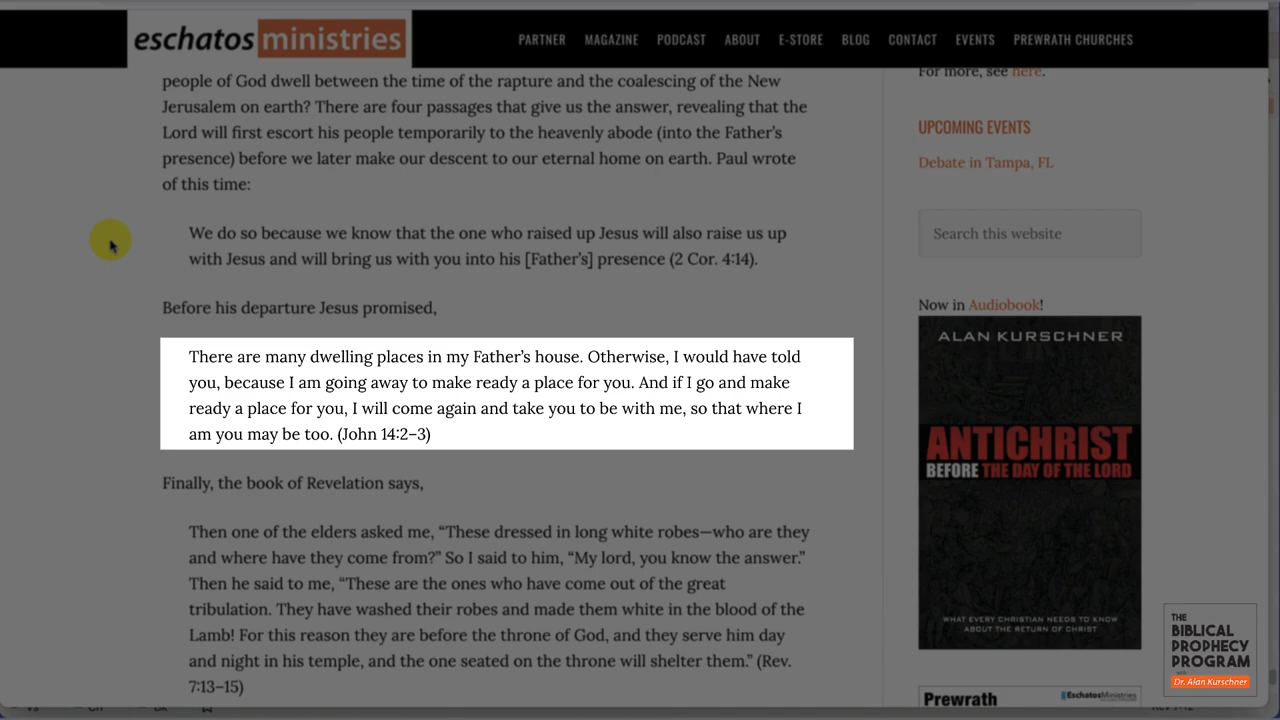 eschatos ministries
PARTNER MAGAZINE PODCAST ABOUT E-STORE BLOG CONTACT EVENTS PREWRATH CHURCHES
people of God dwell between the time of the rapture and the coalescing of the New
Jerusalem on earth? There are four passages that give us the answer, revealing that the
Lord will first escort his people temporarily to the heavenly abode (into the Father’s
presence) before we later make our descent to our eternal home on earth. Paul wrote
of this time:
We do so because we know that the one who raised up Jesus will also raise us up
with Jesus and will bring us with you into his [Father’s] presence (2 Cor. 4:14).
Before his departure Jesus promised,
There are many dwelling places in my Father’s house. Otherwise, I would have told
you, because I am going away to make ready a place for you. And if I go and make
ready a place for you, I will come again and take you to be with me, so that where I
am you may be too. (John 14:2–3)
Finally, the book of Revelation says,
Then one of the elders asked me, “These dressed in long white robes—who are they
and where have they come from?” So I said to him, “My lord, you know the answer.”
Then he said to me, “These are the ones who have come out of the great
tribulation. They have washed their robes and made them white in the blood of the
Lamb! For this reason they are before the throne of God, and they serve him day
and night in his temple, and the one seated on the throne will shelter them.” (Rev.
7:13–15)
For more, see here.
UPCOMING EVENTS
Debate in Tampa, FL
Search this website
Now in Audiobook!
ALAN KURSCHNER
ANTICHRIST
BEFORE THE DAY OF THE LORD
WHAT EVERY CHRISTIAN NEEDS TO KNOW
ABOUT THE RETURN OF CHRIST
Prewrath EschatosMinistries
THE
BIBLICAL
PROPHECY
PROGRAM
Dr. Alan Kurschner